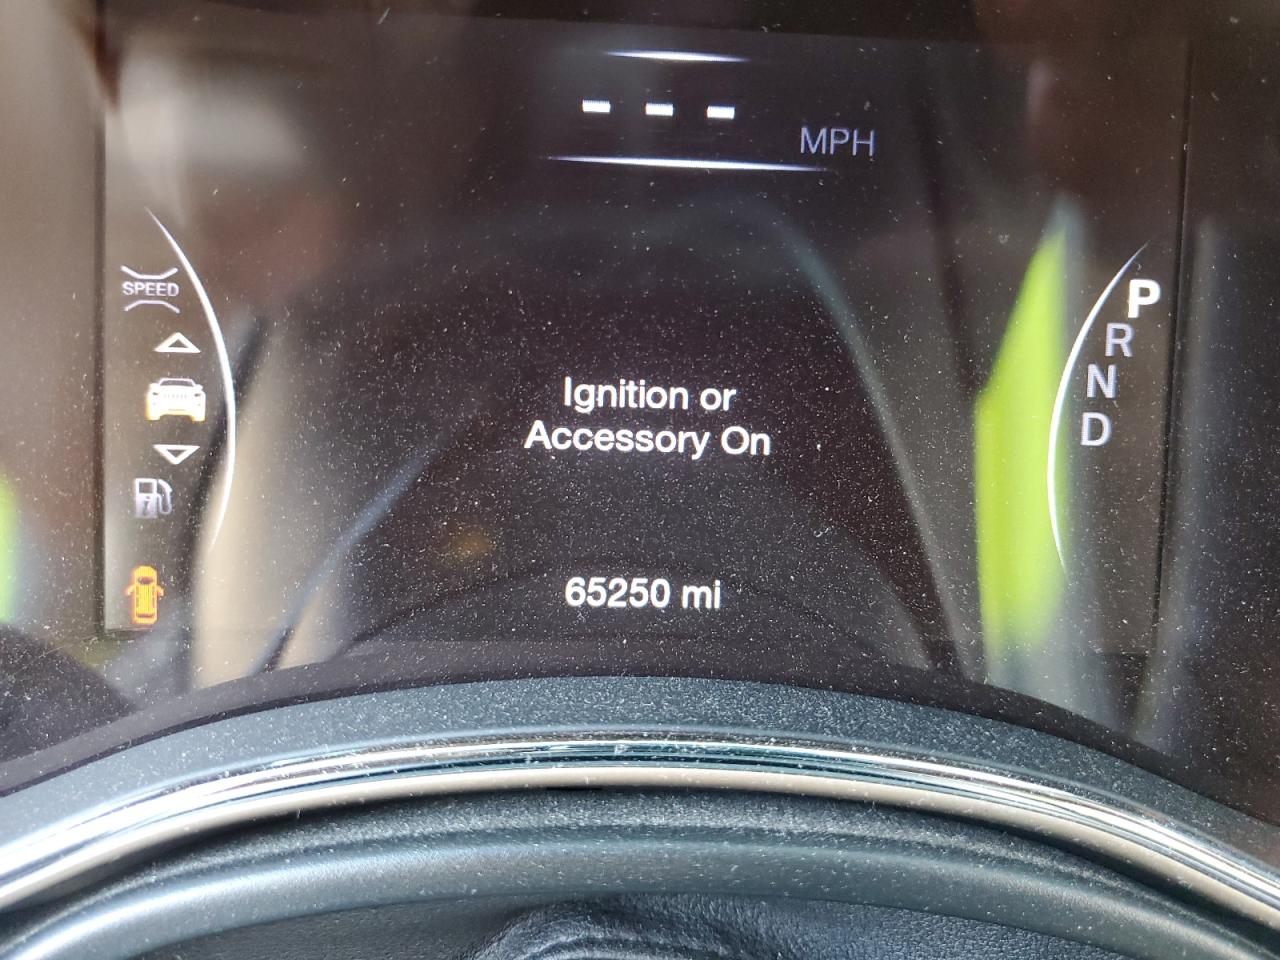 - - -
MPH
SPEED
P
R
N
D
Ignition or
Accessory On
65250 mi